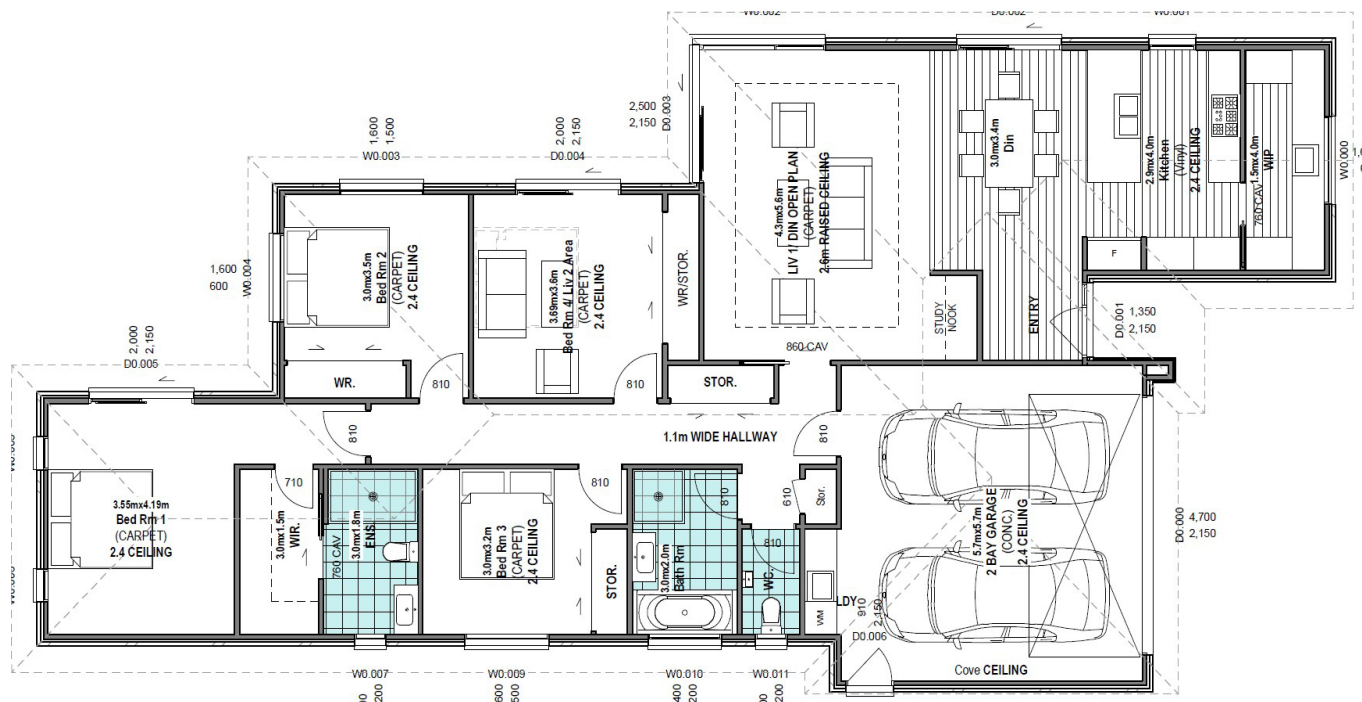 W0.002
D0.002
W0.001
2,500
2,150
D0.003
1,600
1,500
W0.003
2,000
2,150
D0.004
4.3mx5.6m
LIV 1/ DIN OPEN PLAN
(CARPET)
2.6m RAISED CEILING
3.0mx3.4m
Din
2.9mx4.0m
Kitchen
(Vinyl)
2.4 CEILING
1.5mx4.0m
WIP
760 CAV
W0.000
F
1,600
600
W0.004
3.0mx3.5m
Bed Rm 2
(CARPET)
2.4 CEILING
3.69mx3.6m
Bed Rm 4/ Liv 2 Area
(CARPET)
2.4 CEILING
WR/STOR.
STUDY
NOOK
ENTRY
D0.001
1,350
2,150
860 CAV
2,000
2,150
D0.005
WR.
810
810
STOR.
810
1.1m WIDE HALLWAY
810
3.55mx4.19m
Bed Rm 1
(CARPET)
2.4 CEILING
710
3.0mx1.5m
WIR.
760 CAV
3.0mx1.8m
ENS.
3.0mx3.2m
Bed Rm 3
(CARPET)
2.4 CEILING
810
STOR.
3.0mx2.0m
Bath Rm
810
610
Stor.
810
WC.
5.7mx5.7m
2 BAY GARAGE
(CONC.)
2.4 CEILING
D0.000
4,700
2,150
WM
LDY
910
2,150
D0.006
Cove CEILING
W0.007
W0.009
W0.010
W0.011